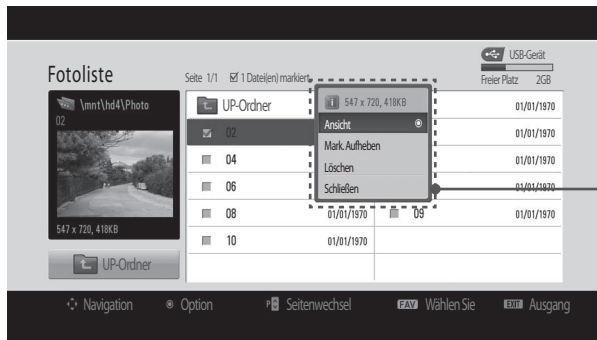 USB-Gerät
Fotoliste
Seite 1/1 ☑ 1 Datei(en) markiert
Freier Platz 2GB
\mnt\hd4\Photo
02
547 x 720, 418KB
UP-Ordner
UP-Ordner
02
04
06
08 01/01/1970
10 01/01/1970
547 x 720, 418KB
Ansicht
Mark. Aufheben
Löschen
Schließen
01/01/1970
01/01/1970
01/01/1970
01/01/1970
09 01/01/1970
Navigation Option P Seitenwechsel FAV Wählen Sie EXIT Ausgang